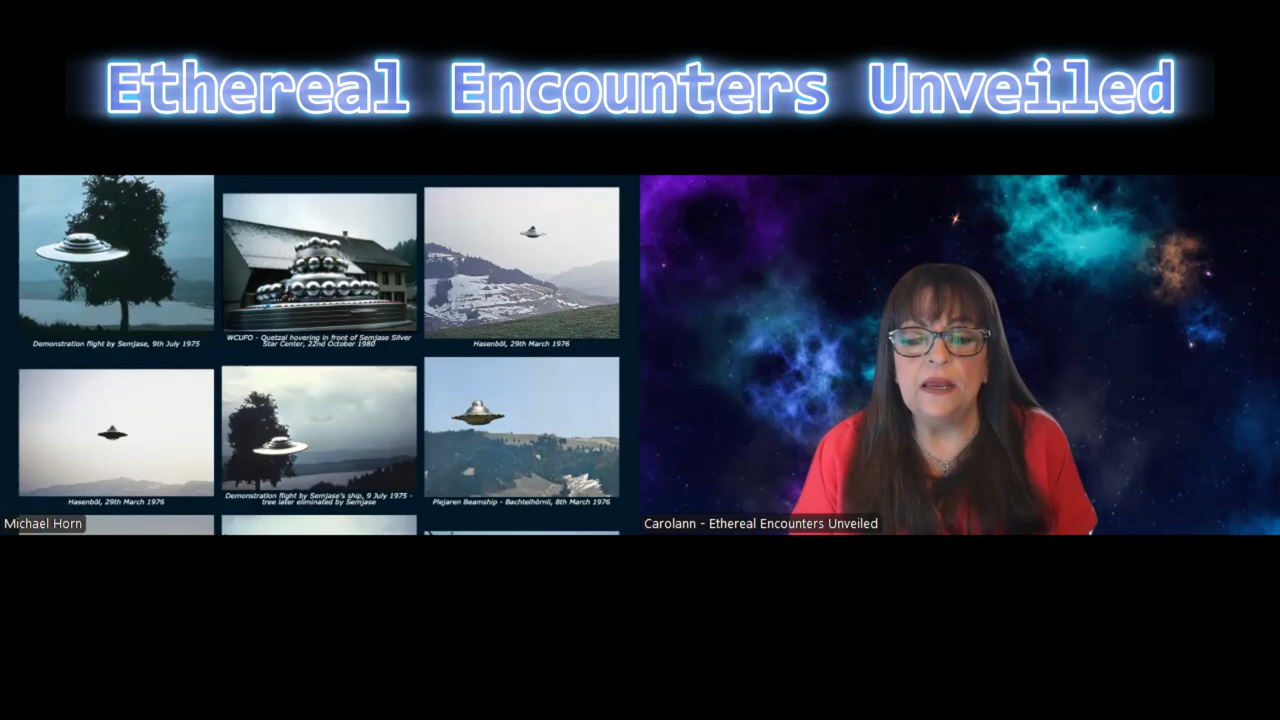 Ethereal Encounters Unveiled
Demonstration flight by Semjase, 9th July 1975
WCUFO - Quetzal hovering in front of Semjase Silver
Star Center, 22nd October 1980
Hasenböl, 29th March 1976
Hasenböl, 29th March 1976
Demonstration flight by Semjase's ship, 9 July 1975 -
tree later eliminated by Semjase
Plejaren Beamship - Bachtelhörnli, 8th March 1976
Michael Horn
Carolann - Ethereal Encounters Unveiled